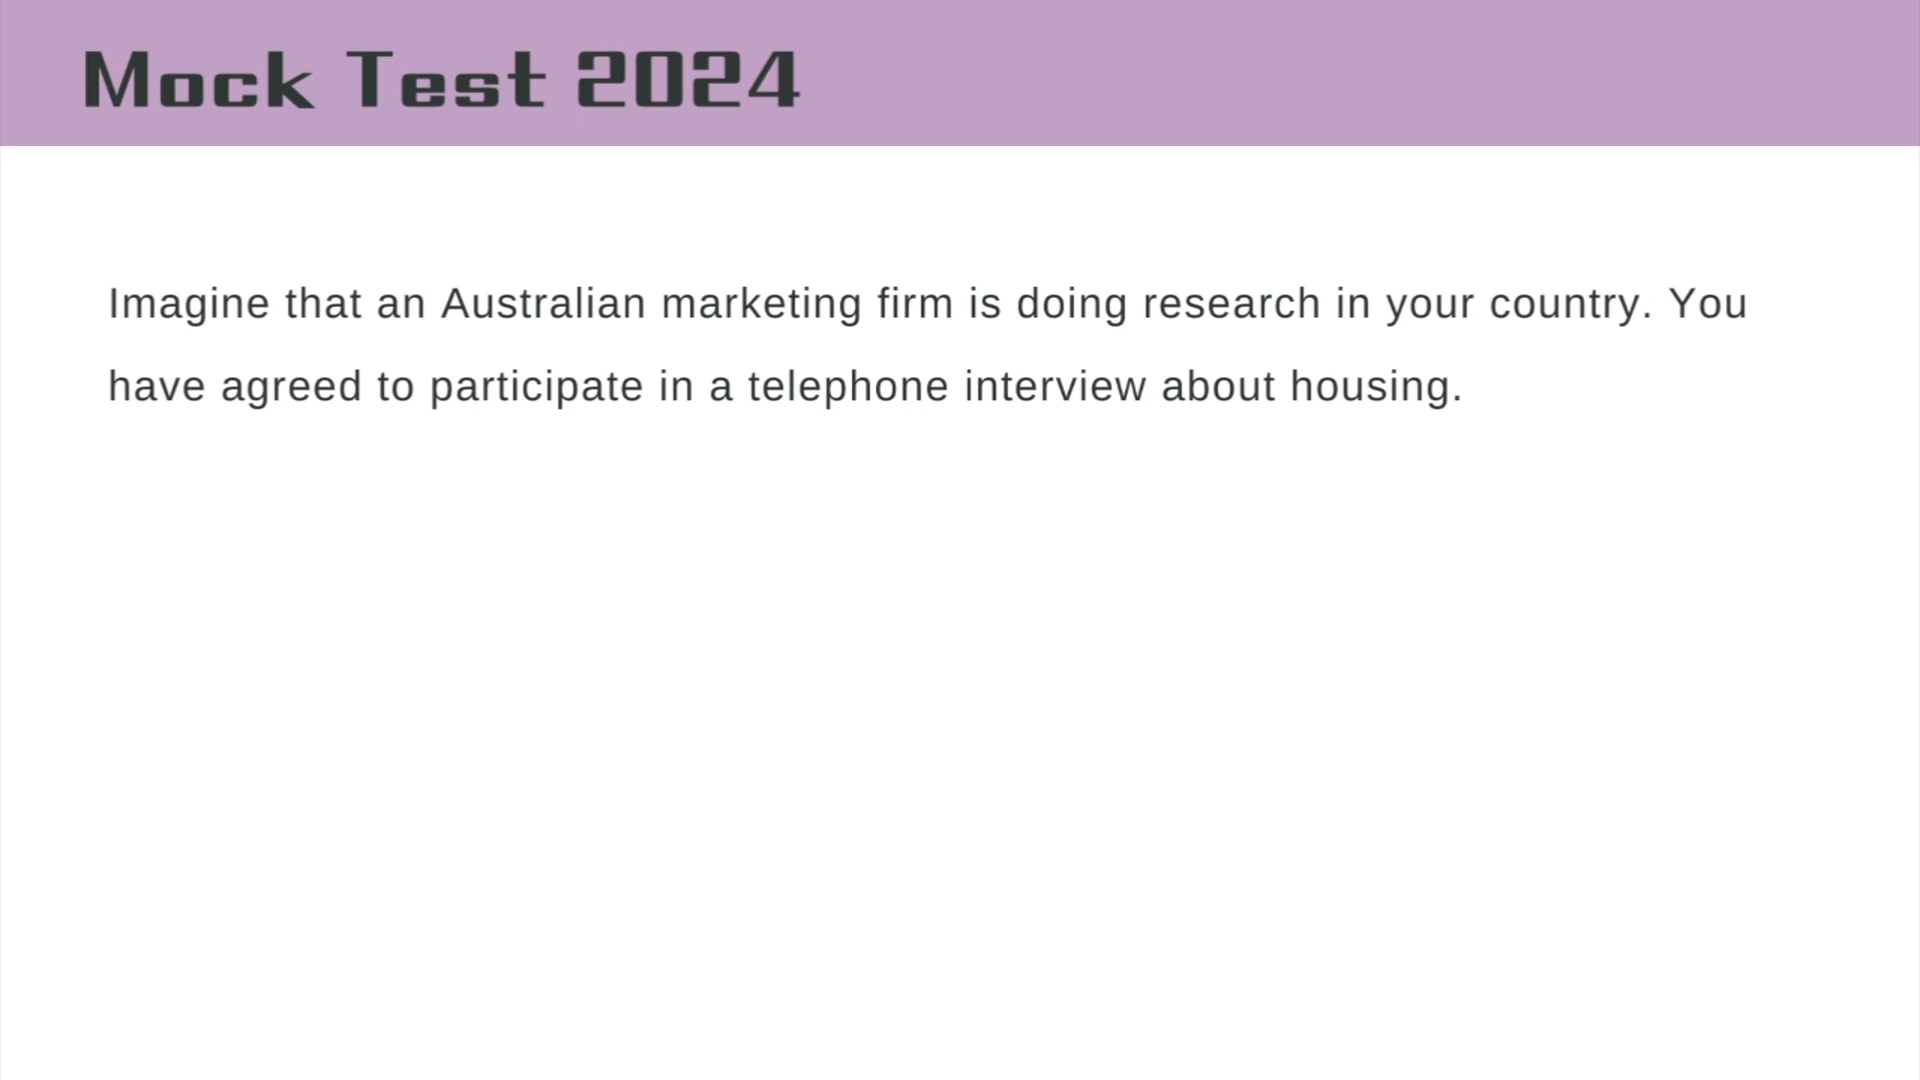 Mock Test 2024
Imagine that an Australian marketing firm is doing research in your country. You
have agreed to participate in a telephone interview about housing.